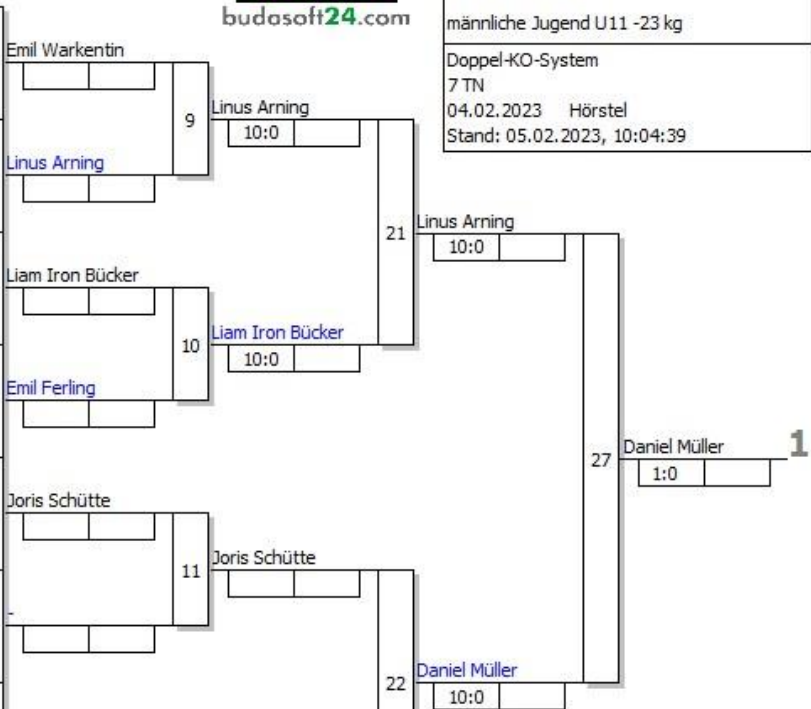 budosoft24.com
männliche Jugend U11 -23 kg
Doppel-KO-System
7 TN
04.02.2023 Hörstel
Stand: 05.02.2023, 10:04:39
Emil Warkentin
9
Linus Arning
10:0
Linus Arning
21
Linus Arning
10:0
Liam Iron Bücker
10
Liam Iron Bücker
10:0
Emil Ferling
27
Daniel Müller
1
1:0
Joris Schütte
11
Joris Schütte
-
22
Daniel Müller
10:0